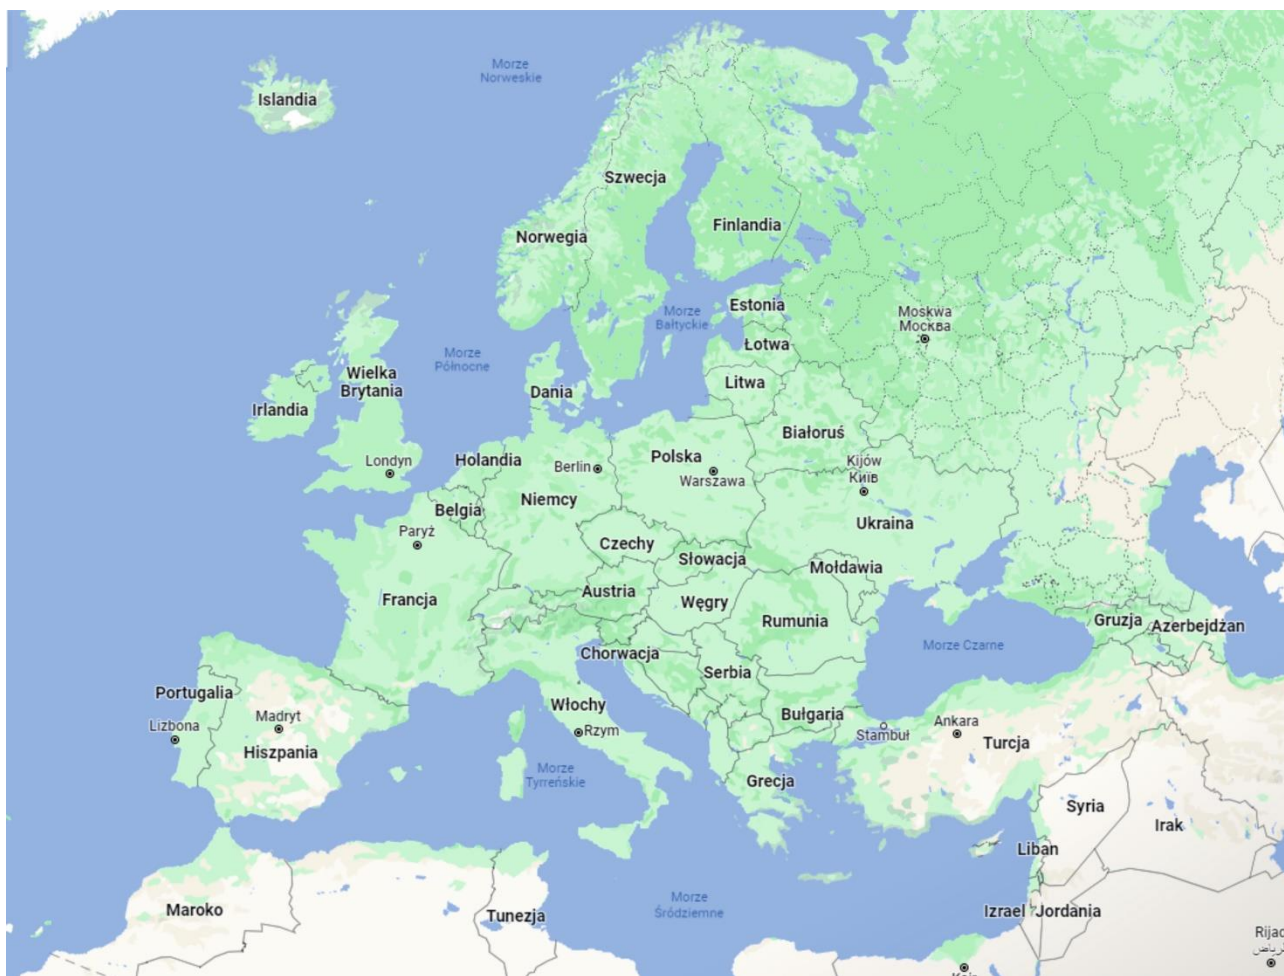 Morze
Norweskie
Islandia
Szwecja
Finlandia
Norwegia
Estonia
Morze
Bałtyckie
Moskwa
Москва
Łotwa
Morze
Północne
Wielka
Brytania
Litwa
Dania
Irlandia
Białoruś
Londyn
Holandia
Berlin
Polska
Warszawa
Kijów
Київ
Niemcy
Belgia
Ukraina
Paryż
Czechy
Słowacja
Mołdawia
Austria
Francja
Węgry
Rumunia
Gruzja
Azerbejdżan
Morze Czarne
Chorwacja
Serbia
Portugalia
Włochy
Madryt
Bułgaria
Lizbona
Rzym
Stambuł
Ankara
Hiszpania
Turcja
Morze
Tyrreńskie
Grecja
Syria
Irak
Liban
Morze
Śródziemne
Maroko
Tunezja
Izrael
Jordania
Rijad
الرياض